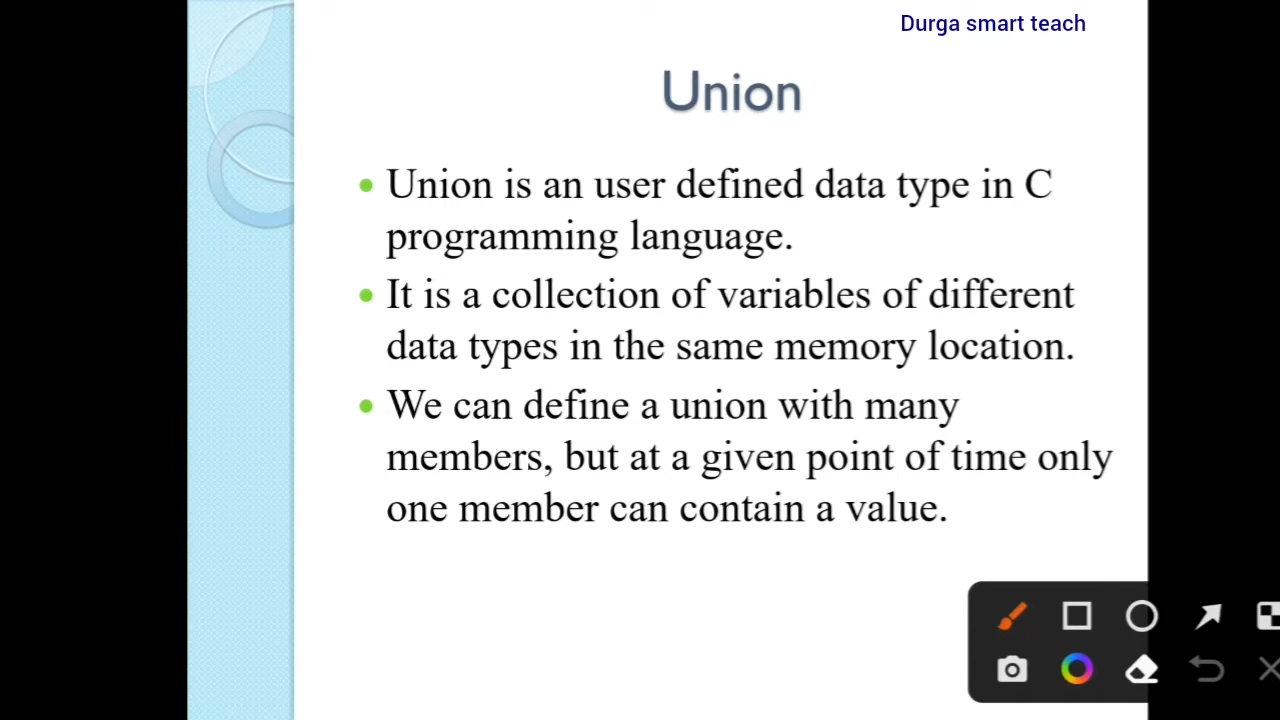 Durga smart teach
Union
Union is an user defined data type in C
programming language.
It is a collection of variables of different
data types in the same memory location.
We can define a union with many
members, but at a given point of time only
one member can contain a value.